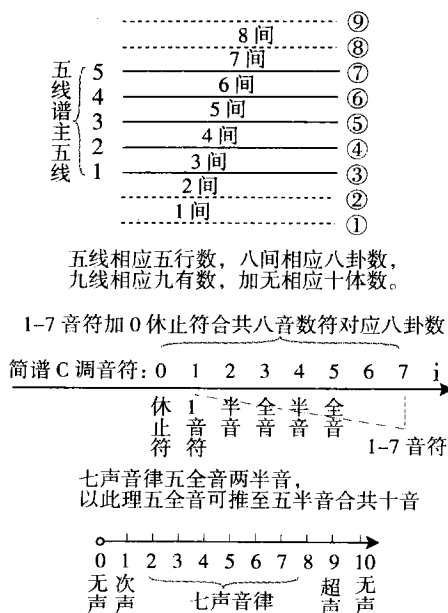 ⑨
8间
⑧
7间
5 ⑦
6间
4 ⑥
5间
3 ⑤
4间
2 ④
3间
1 ③
2间
②
1间
①
五线谱主五线
五线相应五行数，八间相应八卦数，
九线相应九有数，加无相应十体数。
1-7音符加0休止符合共八音数符对应八卦数
简谱C调音符: 0 1 2 3 4 5 6 7 i
休止符 1音符 半音 全音 半音 全音
1-7音符
七声音律五全音两半音，
以此理五全音可推至五半音合共十音
0 1 2 3 4 5 6 7 8 9 10
无声 次声 七声音律 超声 无声